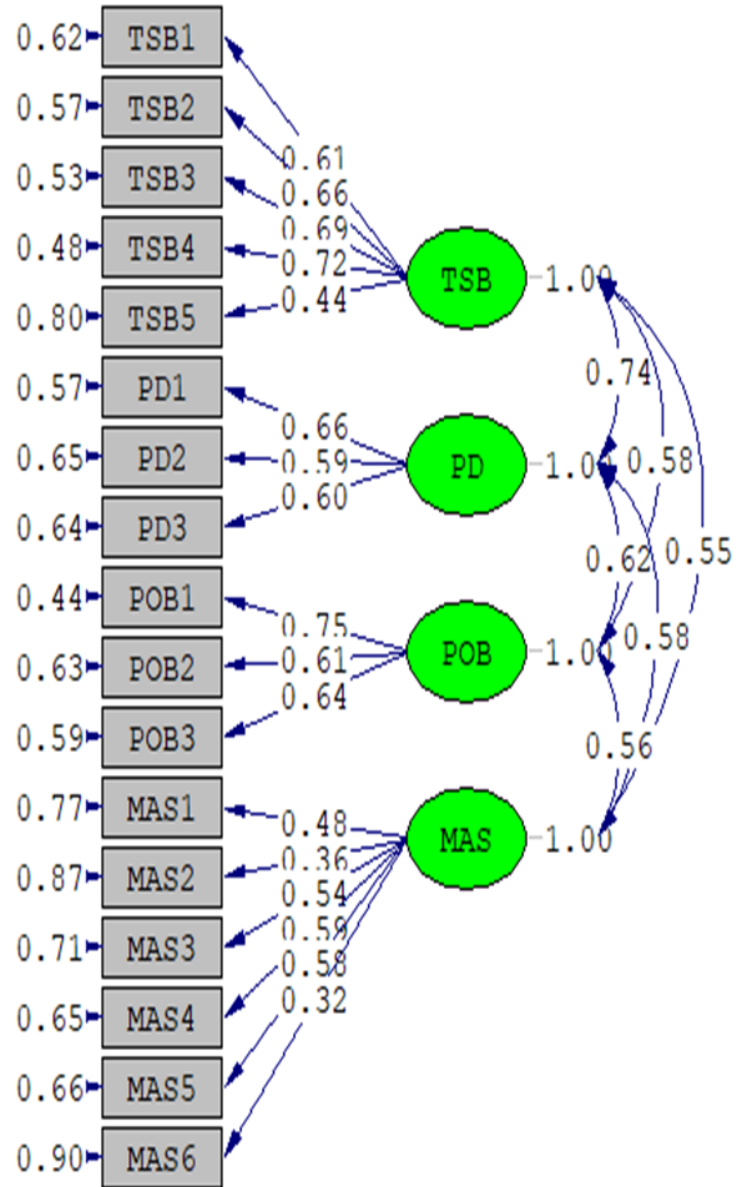 0.62 TSB1
0.57 TSB2
0.53 TSB3
0.48 TSB4
0.80 TSB5
0.57 PD1
0.65 PD2
0.64 PD3
0.44 POB1
0.63 POB2
0.59 POB3
0.77 MAS1
0.87 MAS2
0.71 MAS3
0.65 MAS4
0.66 MAS5
0.90 MAS6
0.61
0.66
0.69
0.72
0.44
0.66
0.59
0.60
0.75
0.61
0.64
0.48
0.36
0.54
0.59
0.58
0.32
TSB 1.00
PD 1.00
POB 1.00
MAS 1.00
0.74
0.58
0.62 0.55
0.58
0.56